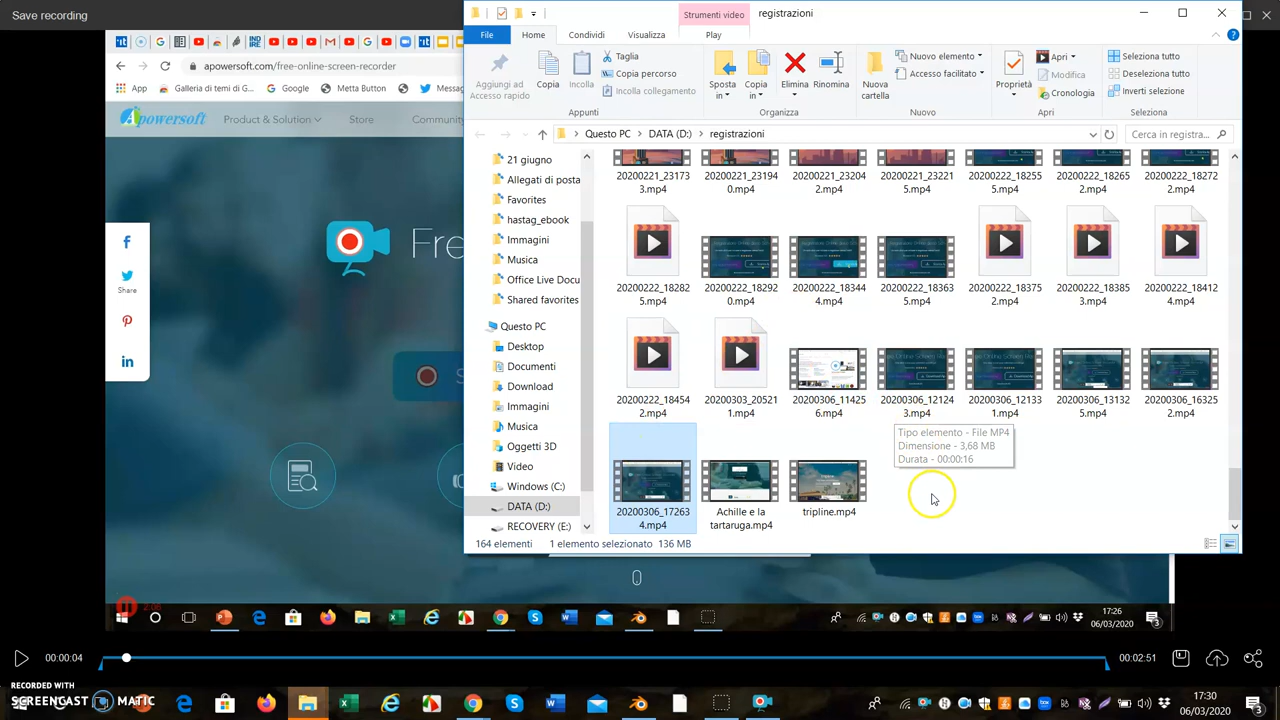 Save recording
Strumenti video
registrazioni
File
Home
Condividi
Visualizza
Play
Aggiungi ad
Accesso rapido
Copia
Incolla
Taglia
Copia percorso
Incolla collegamento
Appunti
Sposta
in
Copia
in
Elimina
Rinomina
Organizza
Nuova
cartella
Nuovo elemento
Accesso facilitato
Nuovo
Proprietà
Apri
Modifica
Cronologia
Apri
Seleziona tutto
Deseleziona tutto
Inverti selezione
Seleziona
Questo PC
DATA (D:)
registrazioni
Cerca in registra...
apowersoft.com/free-online-screen-recorder
App
Galleria di temi di G...
Google
Metta Button
Messag
Apowersoft
Product & Solution
Store
Community
Share
Fre
S
21 giugno
Allegati di posta
Favorites
hastag_ebook
Immagini
Musica
Office Live Docu
Shared favorites
Questo PC
Desktop
Documenti
Download
Immagini
Musica
Oggetti 3D
Video
Windows (C:)
DATA (D:)
RECOVERY (E:)
20200221_23173
3.mp4
20200221_23194
0.mp4
20200221_23204
2.mp4
20200221_23221
5.mp4
20200222_18255
5.mp4
20200222_18265
2.mp4
20200222_18272
2.mp4
20200222_18282
5.mp4
20200222_18292
0.mp4
20200222_18344
4.mp4
20200222_18363
5.mp4
20200222_18375
2.mp4
20200222_18385
3.mp4
20200222_18412
4.mp4
20200222_18454
2.mp4
20200303_20521
1.mp4
20200306_11425
6.mp4
20200306_12124
3.mp4
20200306_12133
1.mp4
20200306_13132
5.mp4
20200306_16325
2.mp4
Tipo elemento - File MP4
Dimensione - 3,68 MB
Durata - 00:00:16
20200306_17263
4.mp4
Achille e la
tartaruga.mp4
tripline.mp4
164 elementi
1 elemento selezionato
136 MB
2:06
17:26
06/03/2020
00:00:04
00:02:51
RECORDED WITH
SCREENCAST MATIC
17:30
06/03/2020